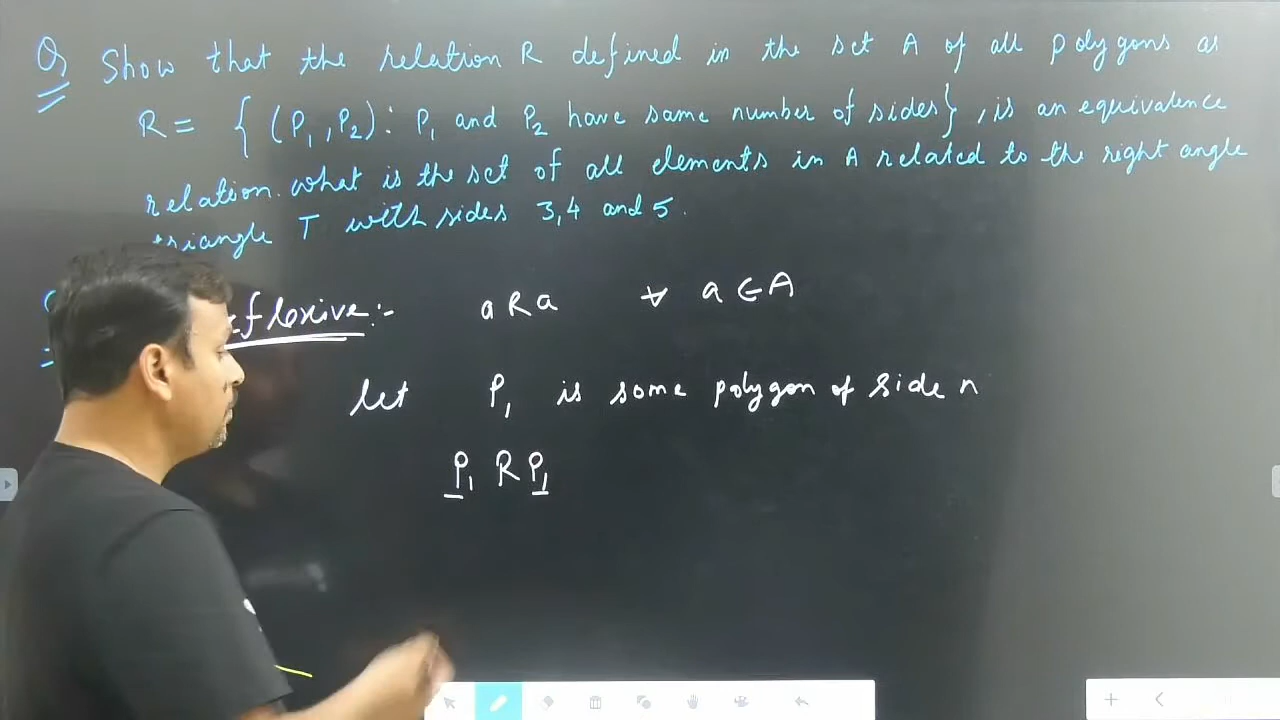 Q Show that the relation R defined in the set A of all polygons as
R = { (P₁, P₂) : P₁ and P₂ have same number of sides} , is an equivalence
relation. what is the set of all elements in A related to the right angle
triangle T with sides 3,4 and 5.
eflexive:- a R a ∀ a ∈ A
let P₁ is some polygon of side n
P₁ R P₁